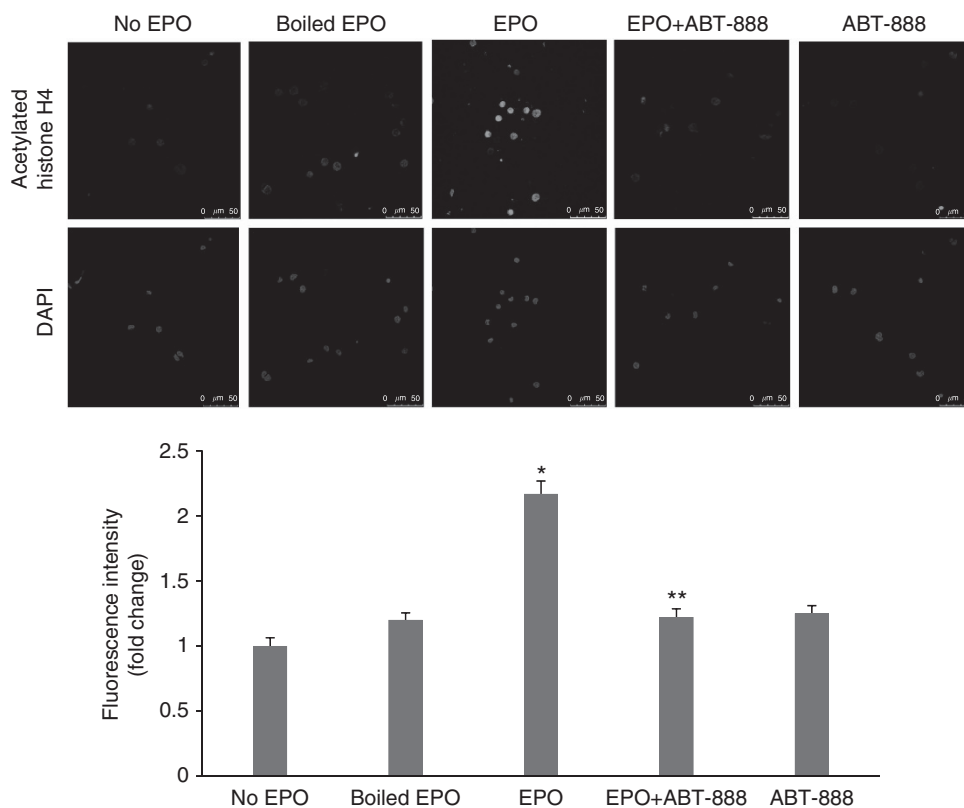 No EPO Boiled EPO EPO EPO+ABT-888 ABT-888
Acetylated
histone H4
0 μm 50 0 μm 50 0 μm 50 0 μm 50 0 μm 50
DAPI
0 μm 50 0 μm 50 0 μm 50 0 μm 50 0 μm 50
Fluorescence intensity
(fold change)
2.5
2
1.5
1
0.5
0
*
**
No EPO Boiled EPO EPO EPO+ABT-888 ABT-888